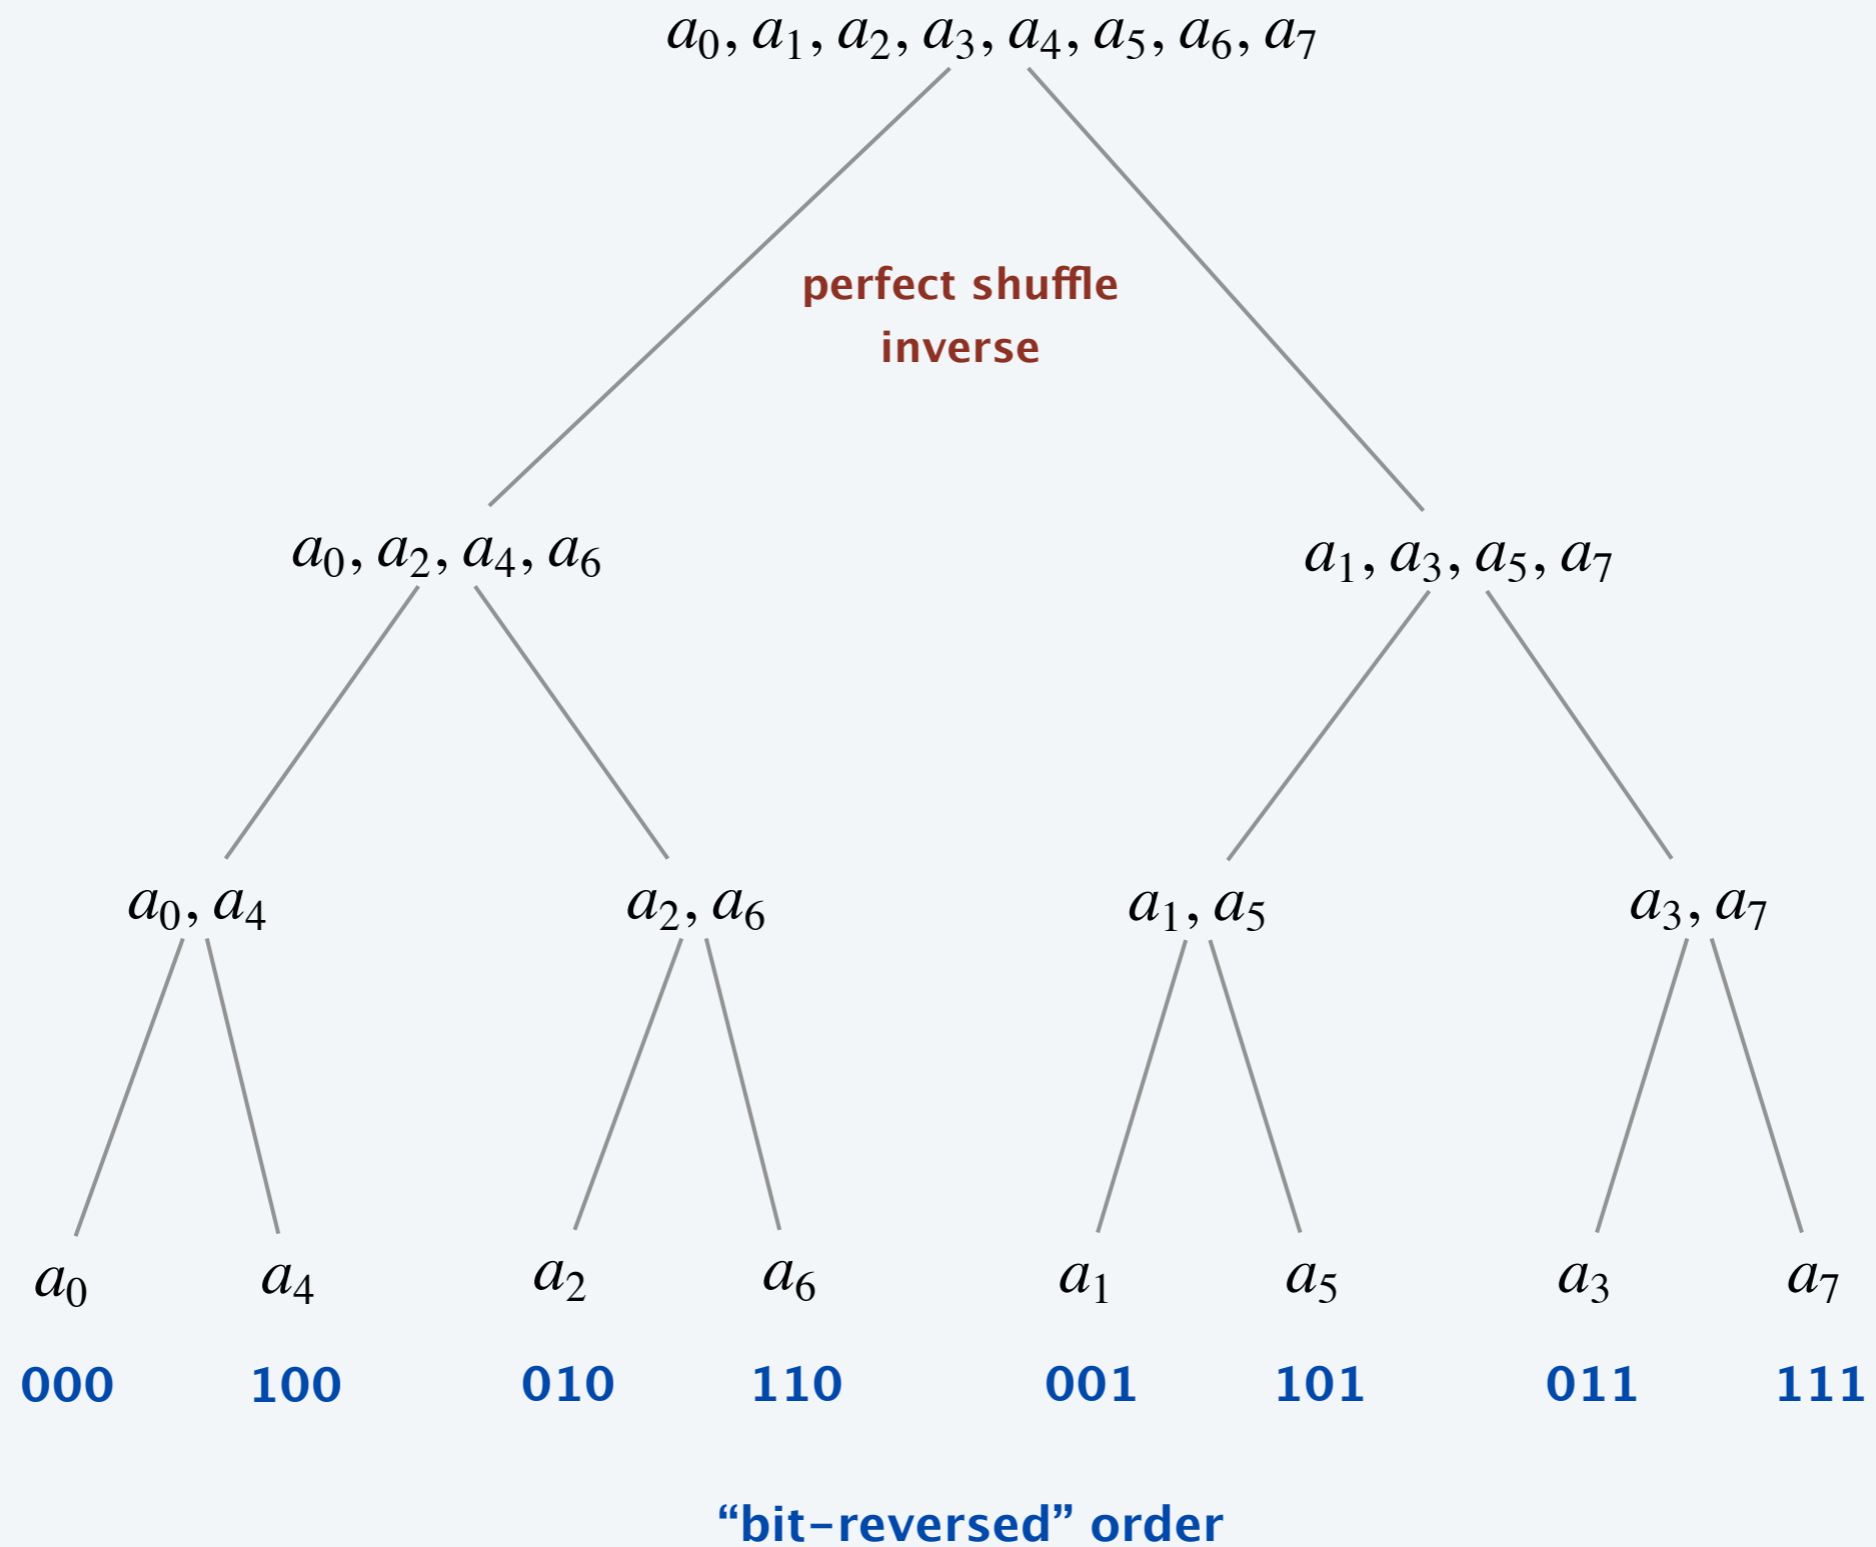 a₀, a₁, a₂, a₃, a₄, a₅, a₆, a₇
perfect shuffle
inverse
a₀, a₂, a₄, a₆
a₁, a₃, a₅, a₇
a₀, a₄
a₂, a₆
a₁, a₅
a₃, a₇
a₀ a₄ a₂ a₆ a₁ a₅ a₃ a₇
000 100 010 110 001 101 011 111
“bit–reversed” order